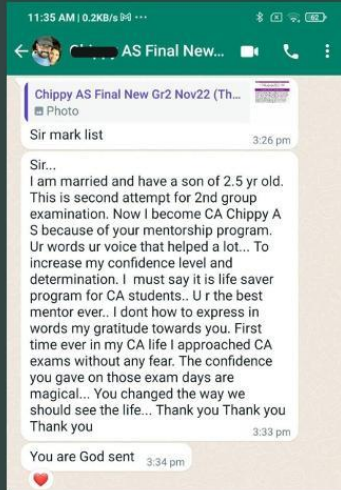 11:35 AM | 0.2KB/s ...
62
AS Final New...
Chippy AS Final New Gr2 Nov22 (Th...
Photo
Sir mark list
3:26 pm
Sir...
I am married and have a son of 2.5 yr old.
This is second attempt for 2nd group
examination. Now I become CA Chippy A
S because of your mentorship program.
Ur words ur voice that helped a lot... To
increase my confidence level and
determination. I must say it is life saver
program for CA students.. U r the best
mentor ever.. I dont how to express in
words my gratitude towards you. First
time ever in my CA life I approached CA
exams without any fear. The confidence
you gave on those exam days are
magical... You changed the way we
should see the life... Thank you Thank you
Thank you
3:33 pm
You are God sent
3:34 pm